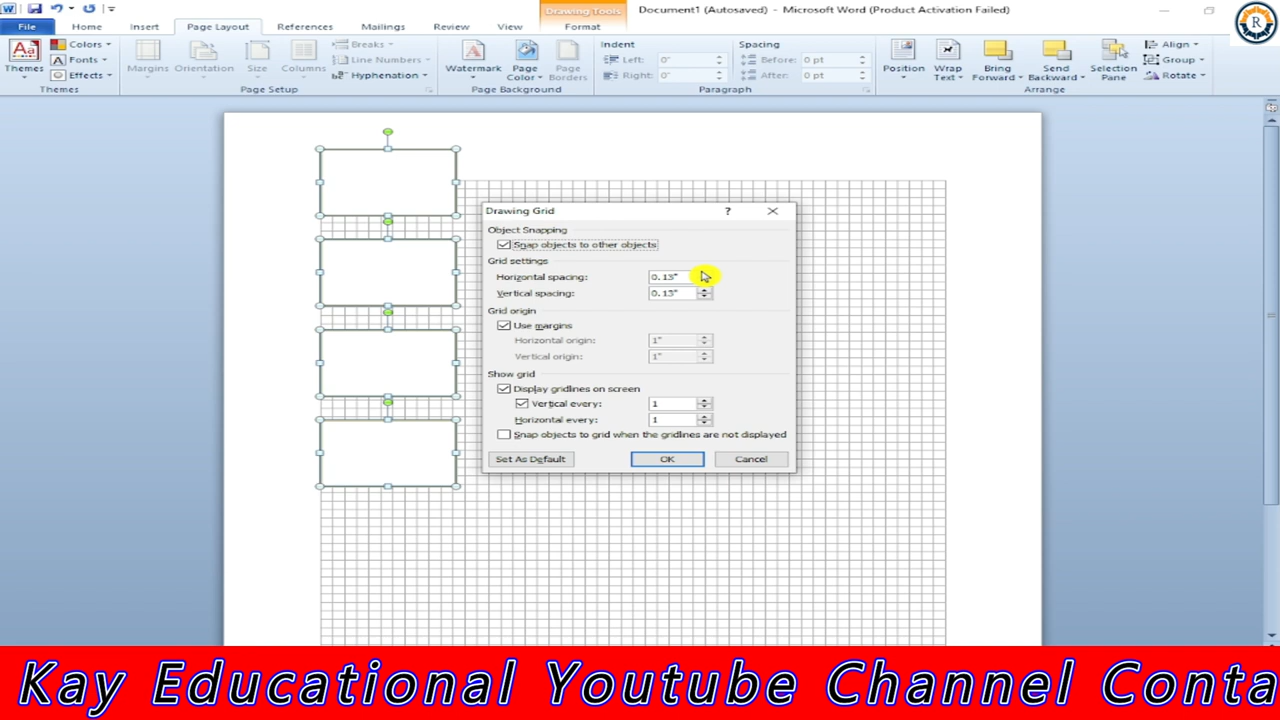 Drawing Tools
Document1 (Autosaved) - Microsoft Word (Product Activation Failed)
File Home Insert Page Layout References Mailings Review View Format
Themes
Colors
Fonts
Effects
Themes
Margins Orientation Size Columns
Breaks
Line Numbers
Hyphenation
Page Setup
Watermark Page Color Page Borders
Page Background
Indent
Left: 0"
Right: 0"
Spacing
Before: 0 pt
After: 0 pt
Paragraph
Position Wrap Text Bring Forward Send Backward Selection Pane
Align
Group
Rotate
Arrange
R
Drawing Grid ?
Object Snapping
Snap objects to other objects
Grid settings
Horizontal spacing: 0.13"
Vertical spacing: 0.13"
Grid origin
Use margins
Horizontal origin: 1"
Vertical origin: 1"
Show grid
Display gridlines on screen
Vertical every: 1
Horizontal every: 1
Snap objects to grid when the gridlines are not displayed
Set As Default OK Cancel
Kay Educational Youtube Channel Conta